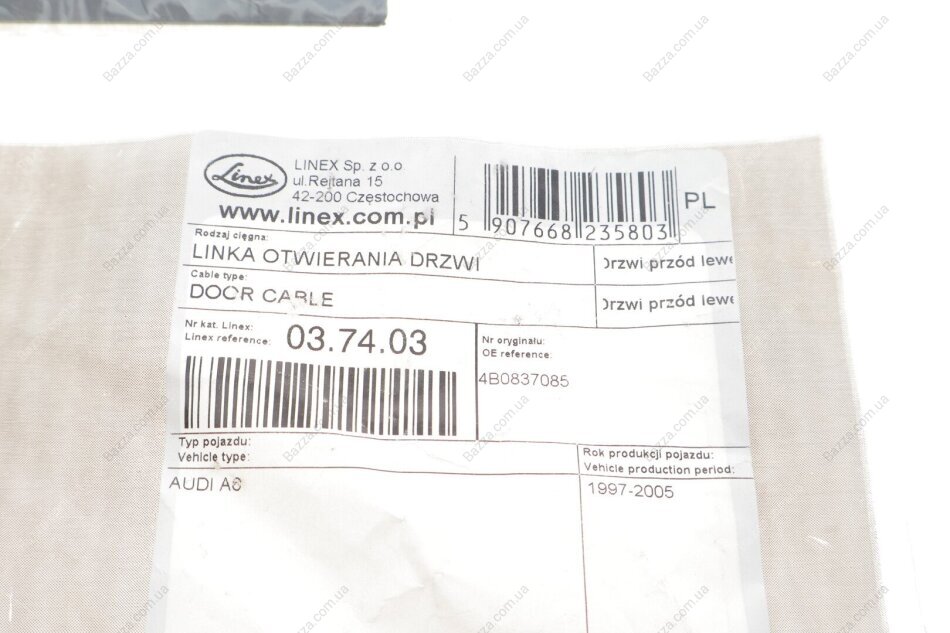 Linex
LINEX Sp. z o.o.
ul.Rejtana 15
42-200 Częstochowa
www.linex.com.pl
5 907668 235803
PL
Rodzaj cięgna:
LINKA OTWIERANIA DRZWI
Drzwi przód lewe
Cable type:
DOOR CABLE
Drzwi przód lewe
Nr kat. Linex:
Linex reference:
03.74.03
Nr oryginału:
OE reference:
4B0837085
Typ pojazdu:
Vehicle type:
Rok produkcji pojazdu:
Vehicle production period:
AUDI A6
1997-2005
Bazza.com.ua